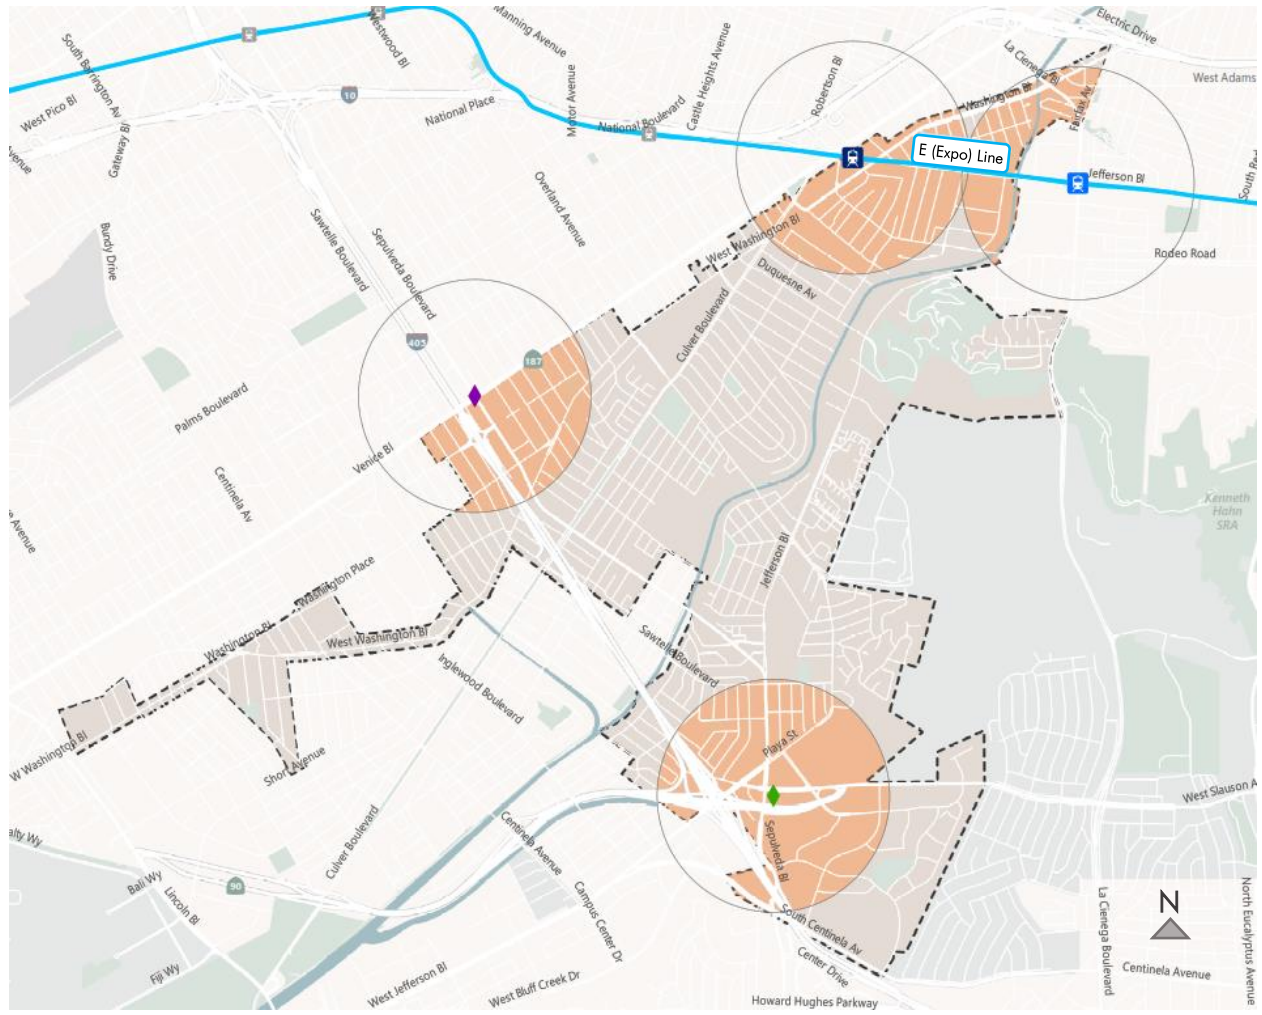 Manning Avenue
Electric Drive
Westwood Bl
South Barrington Av
La Cienega Bl
West Adams
Castle Heights Avenue
Robertson Bl
Motor Avenue
10
National Place
Washington Bl
Fairfax Av
West Pico Bl
National Boulevard
Gateway Bl
E (Expo) Line
Avenue
Jefferson Bl
Overland Avenue
Sawtelle Boulevard
Sepulveda Boulevard
West Washington Bl
Bundy Drive
Rodeo Road
Duquesne Av
Culver Boulevard
405
187
Palms Boulevard
Venice Bl
Centinela Av
Kenneth
Hahn
SRA
Avenue
Jefferson Bl
Washington Place
Washington Bl
West Washington Bl
Sawtelle Boulevard
Inglewood Boulevard
W Washington Bl
Short Avenue
Playa St
West Slauson A
Culver Boulevard
Centinela Avenue
Sepulveda Bl
alty Wy
Bali Wy
90
Lincoln Bl
Campus Center Dr
La Cienega Boulevard
North Eucalyptus Avenue
N
South Centinela Av
Center Drive
Centinela Avenue
Fiji Wy
West Jefferson Bl
West Bluff Creek Dr
Howard Hughes Parkway